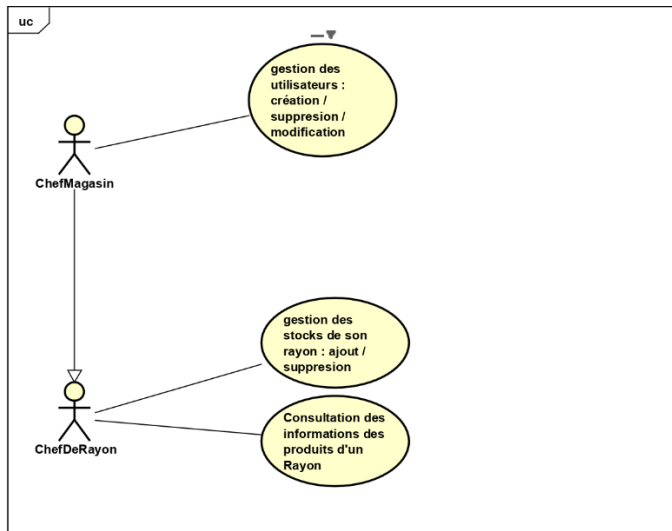 uc
gestion des
utilisateurs :
création /
suppresion /
modification
ChefMagasin
gestion des
stocks de son
rayon : ajout /
suppresion
Consultation des
informations des
produits d'un
Rayon
ChefDeRayon